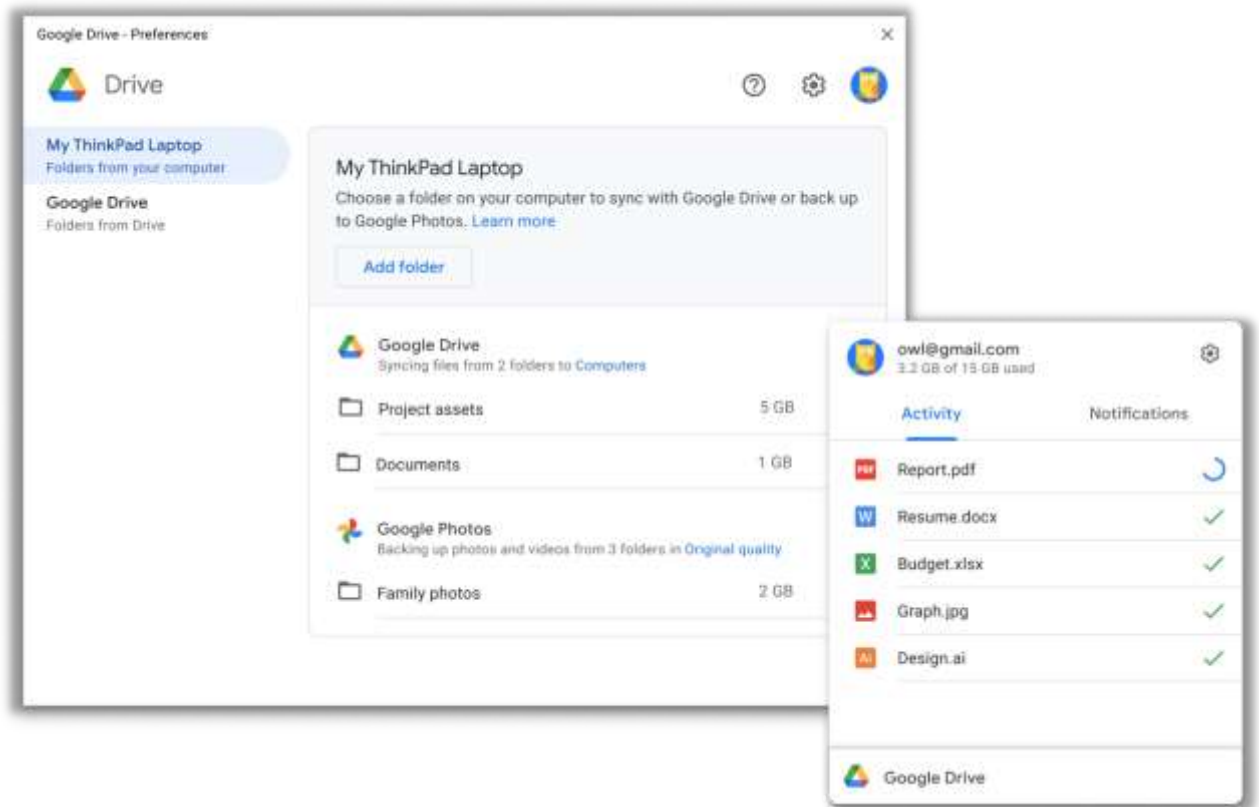 Google Drive - Preferences
Drive
My ThinkPad Laptop
Folders from your computer
Google Drive
Folders from Drive
My ThinkPad Laptop
Choose a folder on your computer to sync with Google Drive or back up
to Google Photos. Learn more
Add folder
Google Drive
Syncing files from 2 folders to Computers
Project assets 5 GB
Documents 1 GB
Google Photos
Backing up photos and videos from 3 folders in Original quality
Family photos 2 GB
owl@gmail.com
3.2 GB of 15 GB used
Activity Notifications
PDF Report.pdf
W Resume.docx
X Budget.xlsx
Graph.jpg
Ai Design.ai
Google Drive